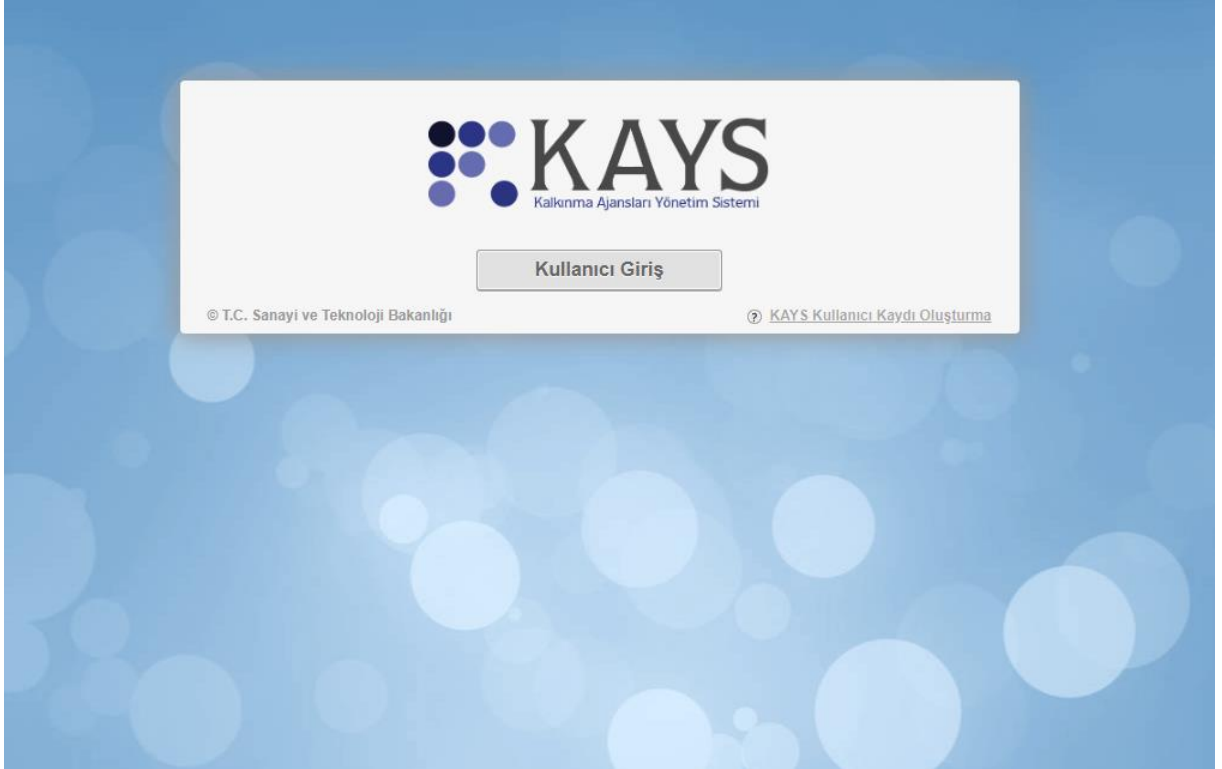 KAYS
Kalkınma Ajansları Yönetim Sistemi
Kullanıcı Giriş
© T.C. Sanayi ve Teknoloji Bakanlığı
? KAYS Kullanıcı Kaydı Oluşturma